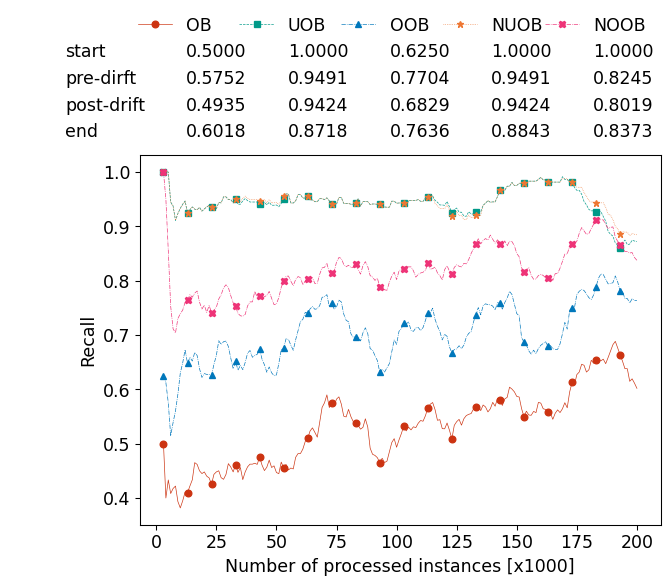 OB UOB OOB NUOB NOOB
start 0.5000 1.0000 0.6250 1.0000 1.0000
pre-dirft 0.5752 0.9491 0.7704 0.9491 0.8245
post-drift 0.4935 0.9424 0.6829 0.9424 0.8019
end 0.6018 0.8718 0.7636 0.8843 0.8373
1.0
0.9
0.8
0.7
0.6
0.5
0.4
Recall
0 25 50 75 100 125 150 175 200
Number of processed instances [x1000]